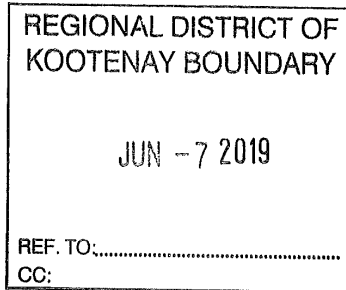 REGIONAL DISTRICT OF
KOOTENAY BOUNDARY
JUN -7 2019
REF. TO:..................................................
CC: